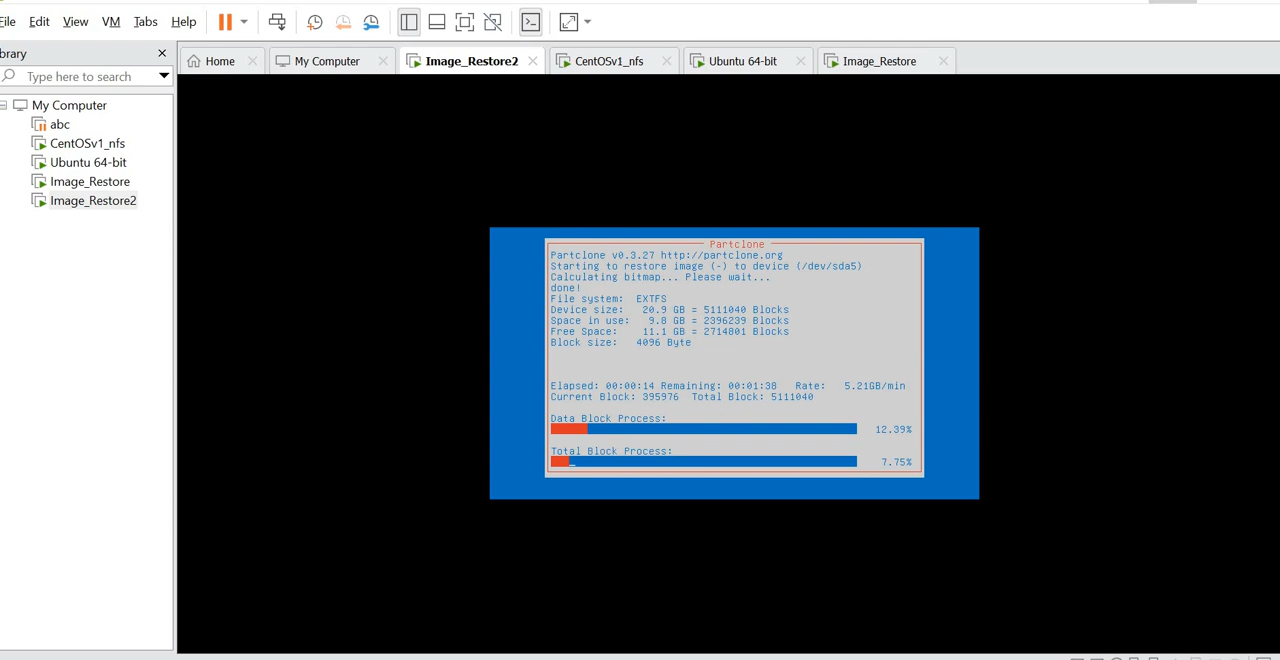 File Edit View VM Tabs Help
brary
Type here to search
Home My Computer Image_Restore2 CentOSv1_nfs Ubuntu 64-bit Image_Restore
My Computer
abc
CentOSv1_nfs
Ubuntu 64-bit
Image_Restore
Image_Restore2
Partclone
Partclone v0.3.27 http://partclone.org
Starting to restore image (-) to device (/dev/sda5)
Calculating bitmap... Please wait...
done!
File system: EXTFS
Device size: 20.9 GB = 5111040 Blocks
Space in use: 9.8 GB = 2396239 Blocks
Free Space: 11.1 GB = 2714801 Blocks
Block size: 4096 Byte
Elapsed: 00:00:14 Remaining: 00:01:38 Rate: 5.21GB/min
Current Block: 395976 Total Block: 5111040
Data Block Process:
12.39%
Total Block Process:
7.75%